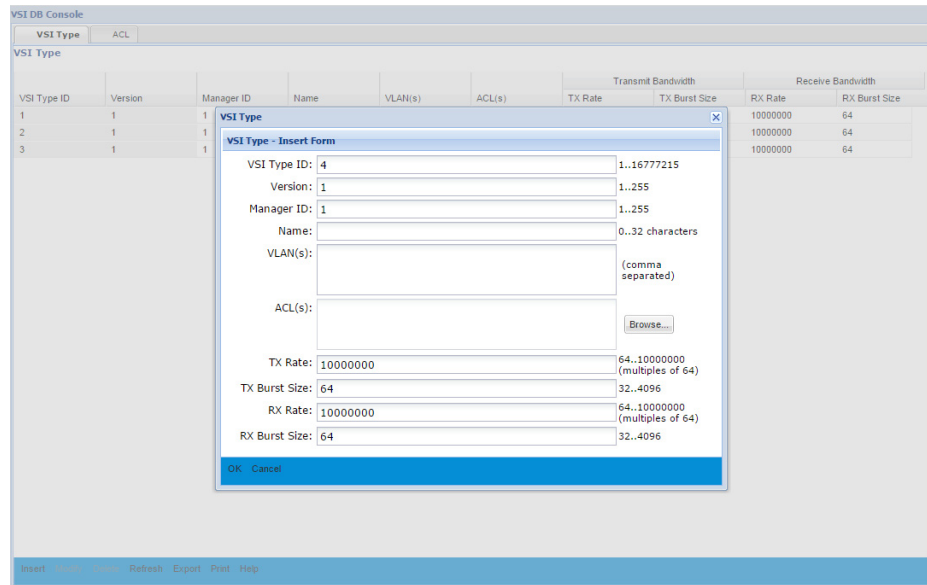 VSI DB Console
VSI Type ACL
VSI Type
Transmit Bandwidth Receive Bandwidth
VSI Type ID Version Manager ID Name VLAN(s) ACL(s) TX Rate TX Burst Size RX Rate RX Burst Size
1 1 1 10000000 64
2 1 1 10000000 64
3 1 1 10000000 64
VSI Type
VSI Type - Insert Form
VSI Type ID: 4 1..16777215
Version: 1 1..255
Manager ID: 1 1..255
Name: 0..32 characters
VLAN(s): (comma
separated)
ACL(s): Browse...
TX Rate: 10000000 64..10000000
(multiples of 64)
TX Burst Size: 64 32..4096
RX Rate: 10000000 64..10000000
(multiples of 64)
RX Burst Size: 64 32..4096
OK Cancel
Insert Refresh Export Print Help